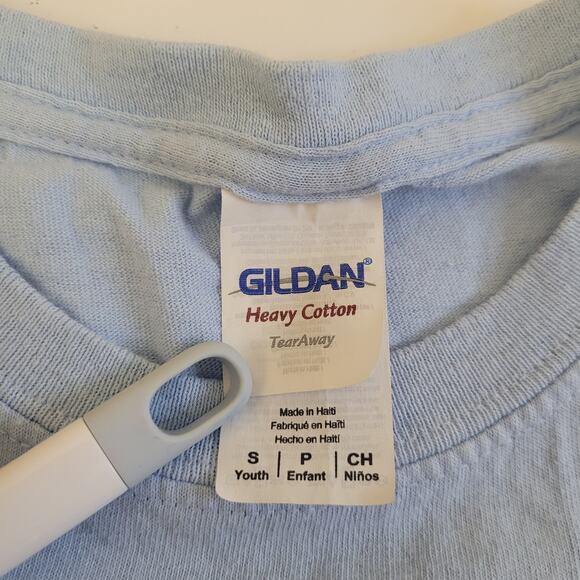 GILDAN®
Heavy Cotton
TearAway
Made in Haiti
Fabriqué en Haïti
Hecho en Haití
S | P | CH
Youth | Enfant | Niños